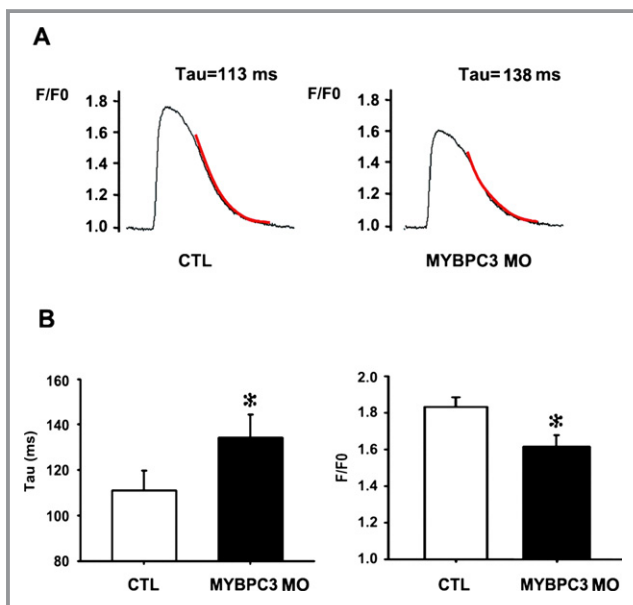 A
Tau=113 ms
Tau=138 ms
F/F0
F/F0
1.8
1.6
1.4
1.2
1.0
1.8
1.6
1.4
1.2
1.0
CTL
MYBPC3 MO
B
160
140
120
100
80
Tau (ms)
*
CTL
MYBPC3 MO
2.0
1.8
1.6
1.4
1.2
1.0
F/F0
*
CTL
MYBPC3 MO